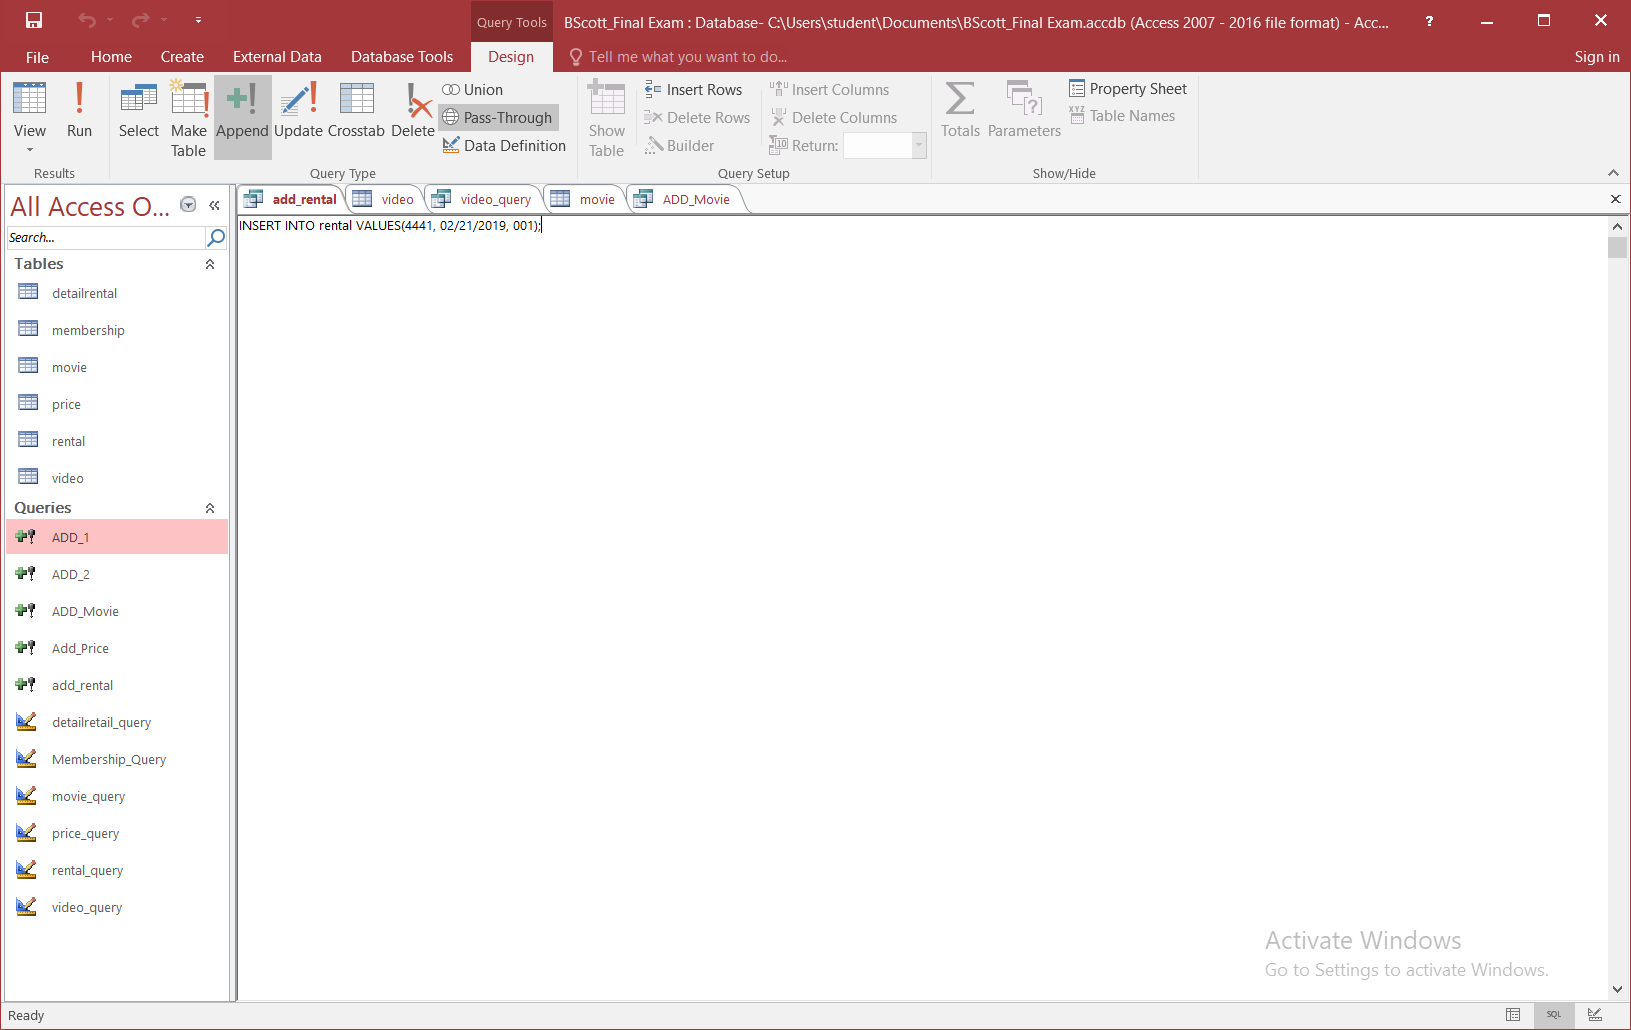 Query Tools
BScott_Final Exam : Database- C:\Users\student\Documents\BScott_Final Exam.accdb (Access 2007 - 2016 file format) - Acc...
?
File
Home
Create
External Data
Database Tools
Design
Tell me what you want to do...
Sign in
View
Run
Select
Make Table
Append
Update
Crosstab
Delete
Union
Pass-Through
Data Definition
Show Table
Insert Rows
Delete Rows
Builder
Insert Columns
Delete Columns
Return:
Totals
Parameters
Property Sheet
Table Names
Results
Query Type
Query Setup
Show/Hide
All Access O...
Search...
Tables
detailrental
membership
movie
price
rental
video
Queries
ADD_1
ADD_2
ADD_Movie
Add_Price
add_rental
detailretail_query
Membership_Query
movie_query
price_query
rental_query
video_query
add_rental
video
video_query
movie
ADD_Movie
INSERT INTO rental VALUES(4441, 02/21/2019, 001);
Activate Windows
Go to Settings to activate Windows.
Ready
SQL